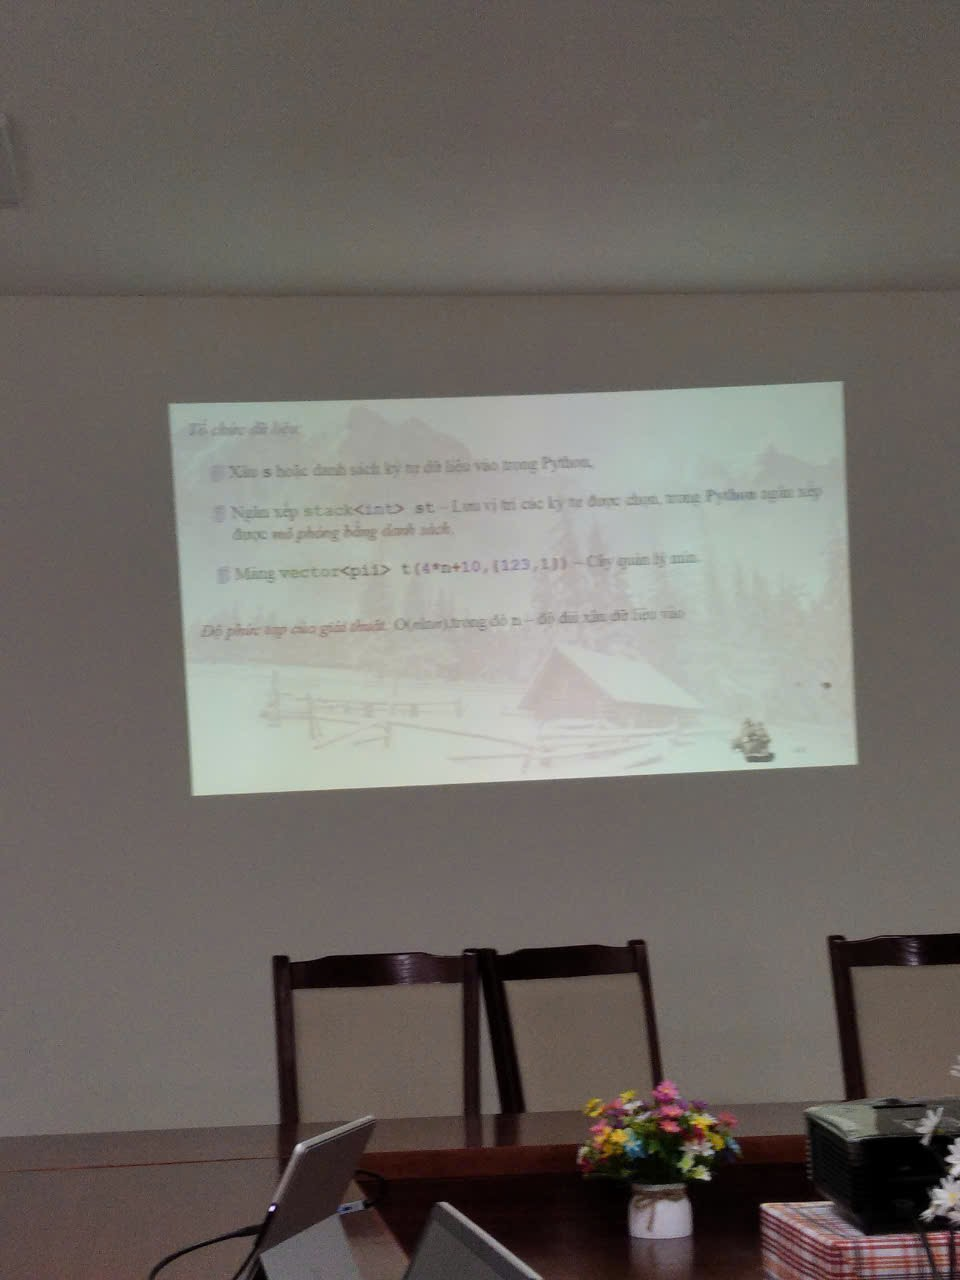 Tổ chức dữ liệu:
Xâu s hoặc danh sách ký tự dữ liệu vào trong Python,
Ngăn xếp stack<int> st – Lưu vị trí các ký tự được chọn, trong Python ngăn xếp
được mô phỏng bằng danh sách,
Mảng vector<pii> t(4*n+10,{123,1}) – Cây quản lý min.
Độ phức tạp của giải thuật: trong đó n – độ dài xâu dữ liệu vào